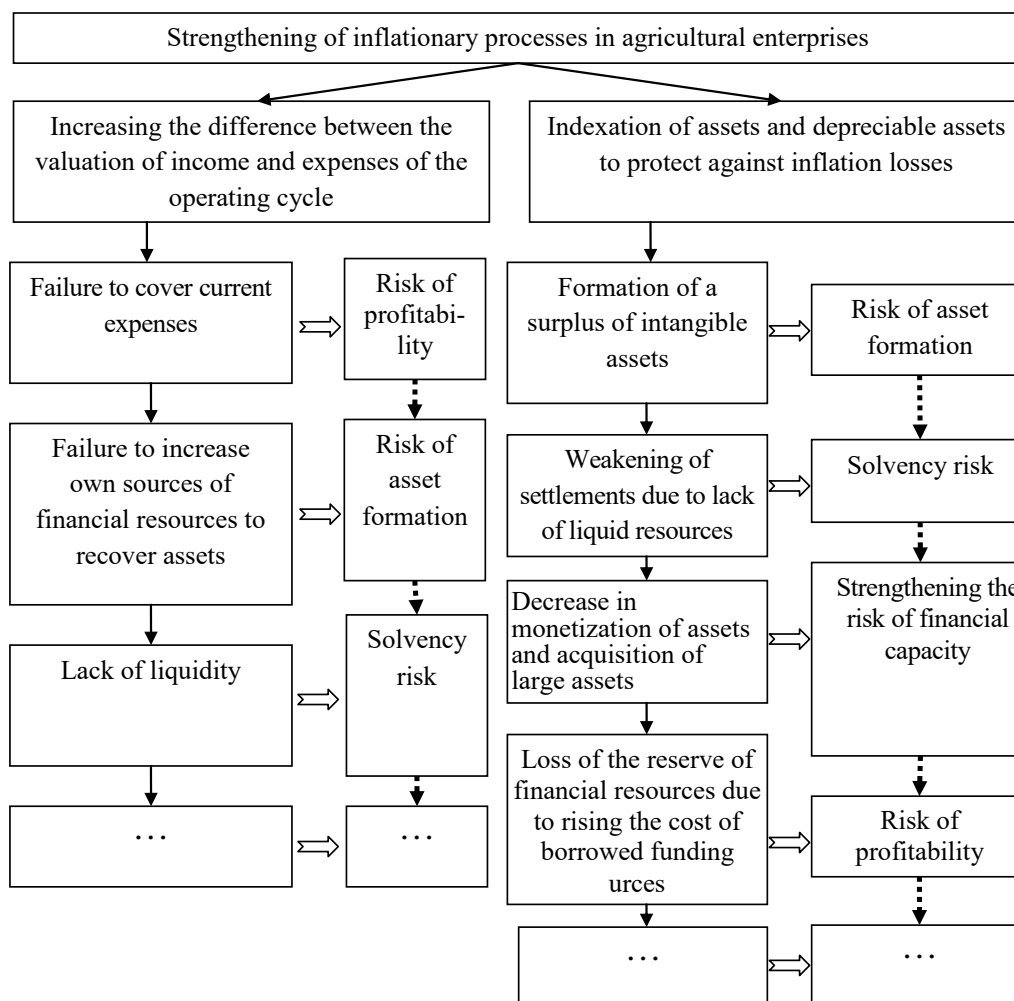 Strengthening of inflationary processes in agricultural enterprises
Increasing the difference between the
valuation of income and expenses of the
operating cycle
Indexation of assets and depreciable assets
to protect against inflation losses
Failure to cover current
expenses
Risk of
profitabi-
lity
Failure to increase
own sources of
financial resources to
recover assets
Risk of
asset
formation
Lack of liquidity
Solvency
risk
...
...
Formation of a
surplus of intangible
assets
Risk of asset
formation
Weakening of
settlements due to lack
of liquid resources
Solvency risk
Decrease in
monetization of assets
and acquisition of
large assets
Strengthening the
risk of financial
capacity
Loss of the reserve of
financial resources due
to rising the cost of
borrowed funding
urces
Risk of
profitability
...
...